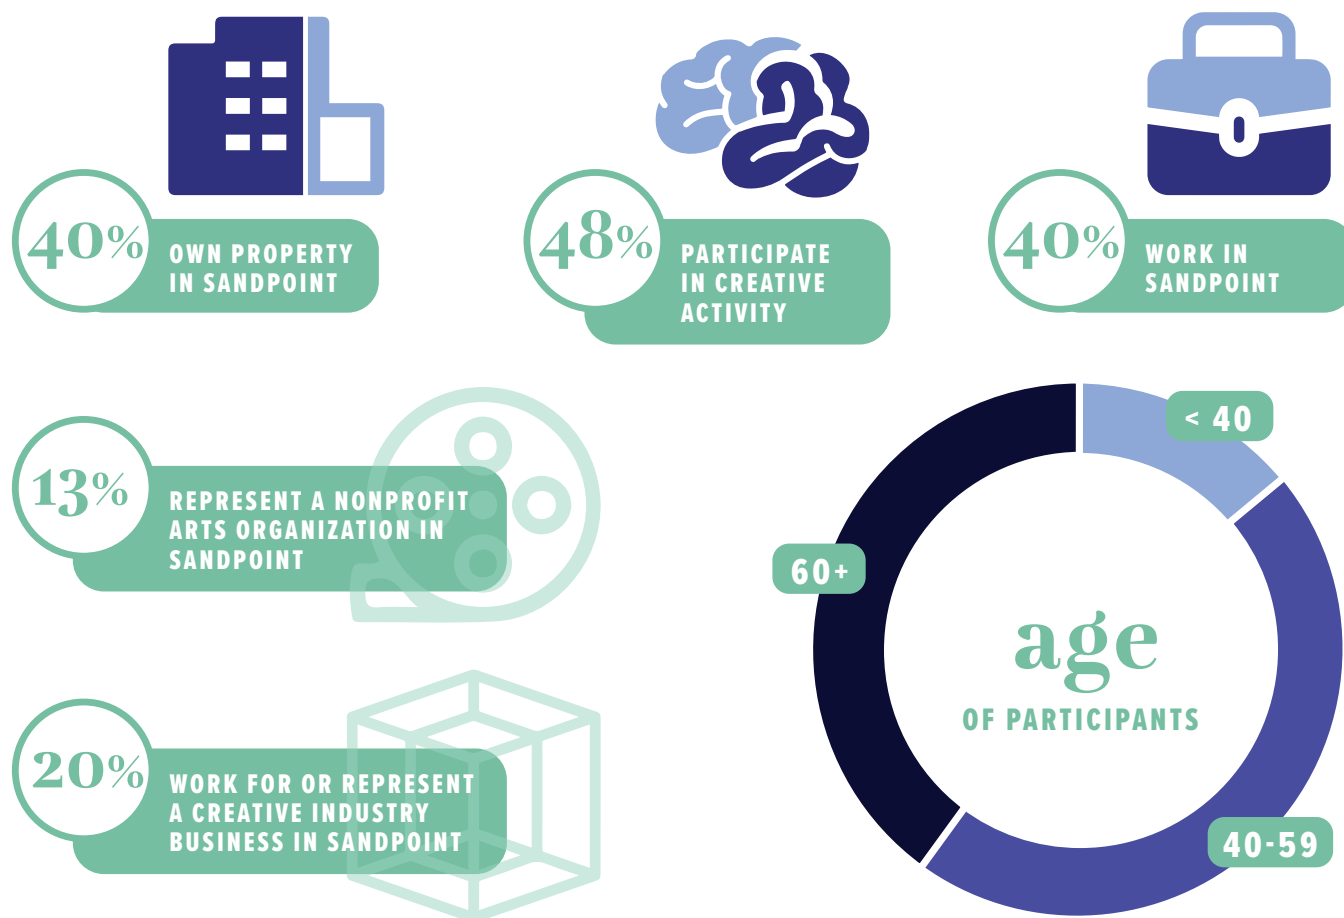 40%
OWN PROPERTY
IN SANDPOINT
48%
PARTICIPATE
IN CREATIVE
ACTIVITY
40%
WORK IN
SANDPOINT
13%
REPRESENT A NONPROFIT
ARTS ORGANIZATION IN
SANDPOINT
20%
WORK FOR OR REPRESENT
A CREATIVE INDUSTRY
BUSINESS IN SANDPOINT
< 40
60+
age
OF PARTICIPANTS
40-59